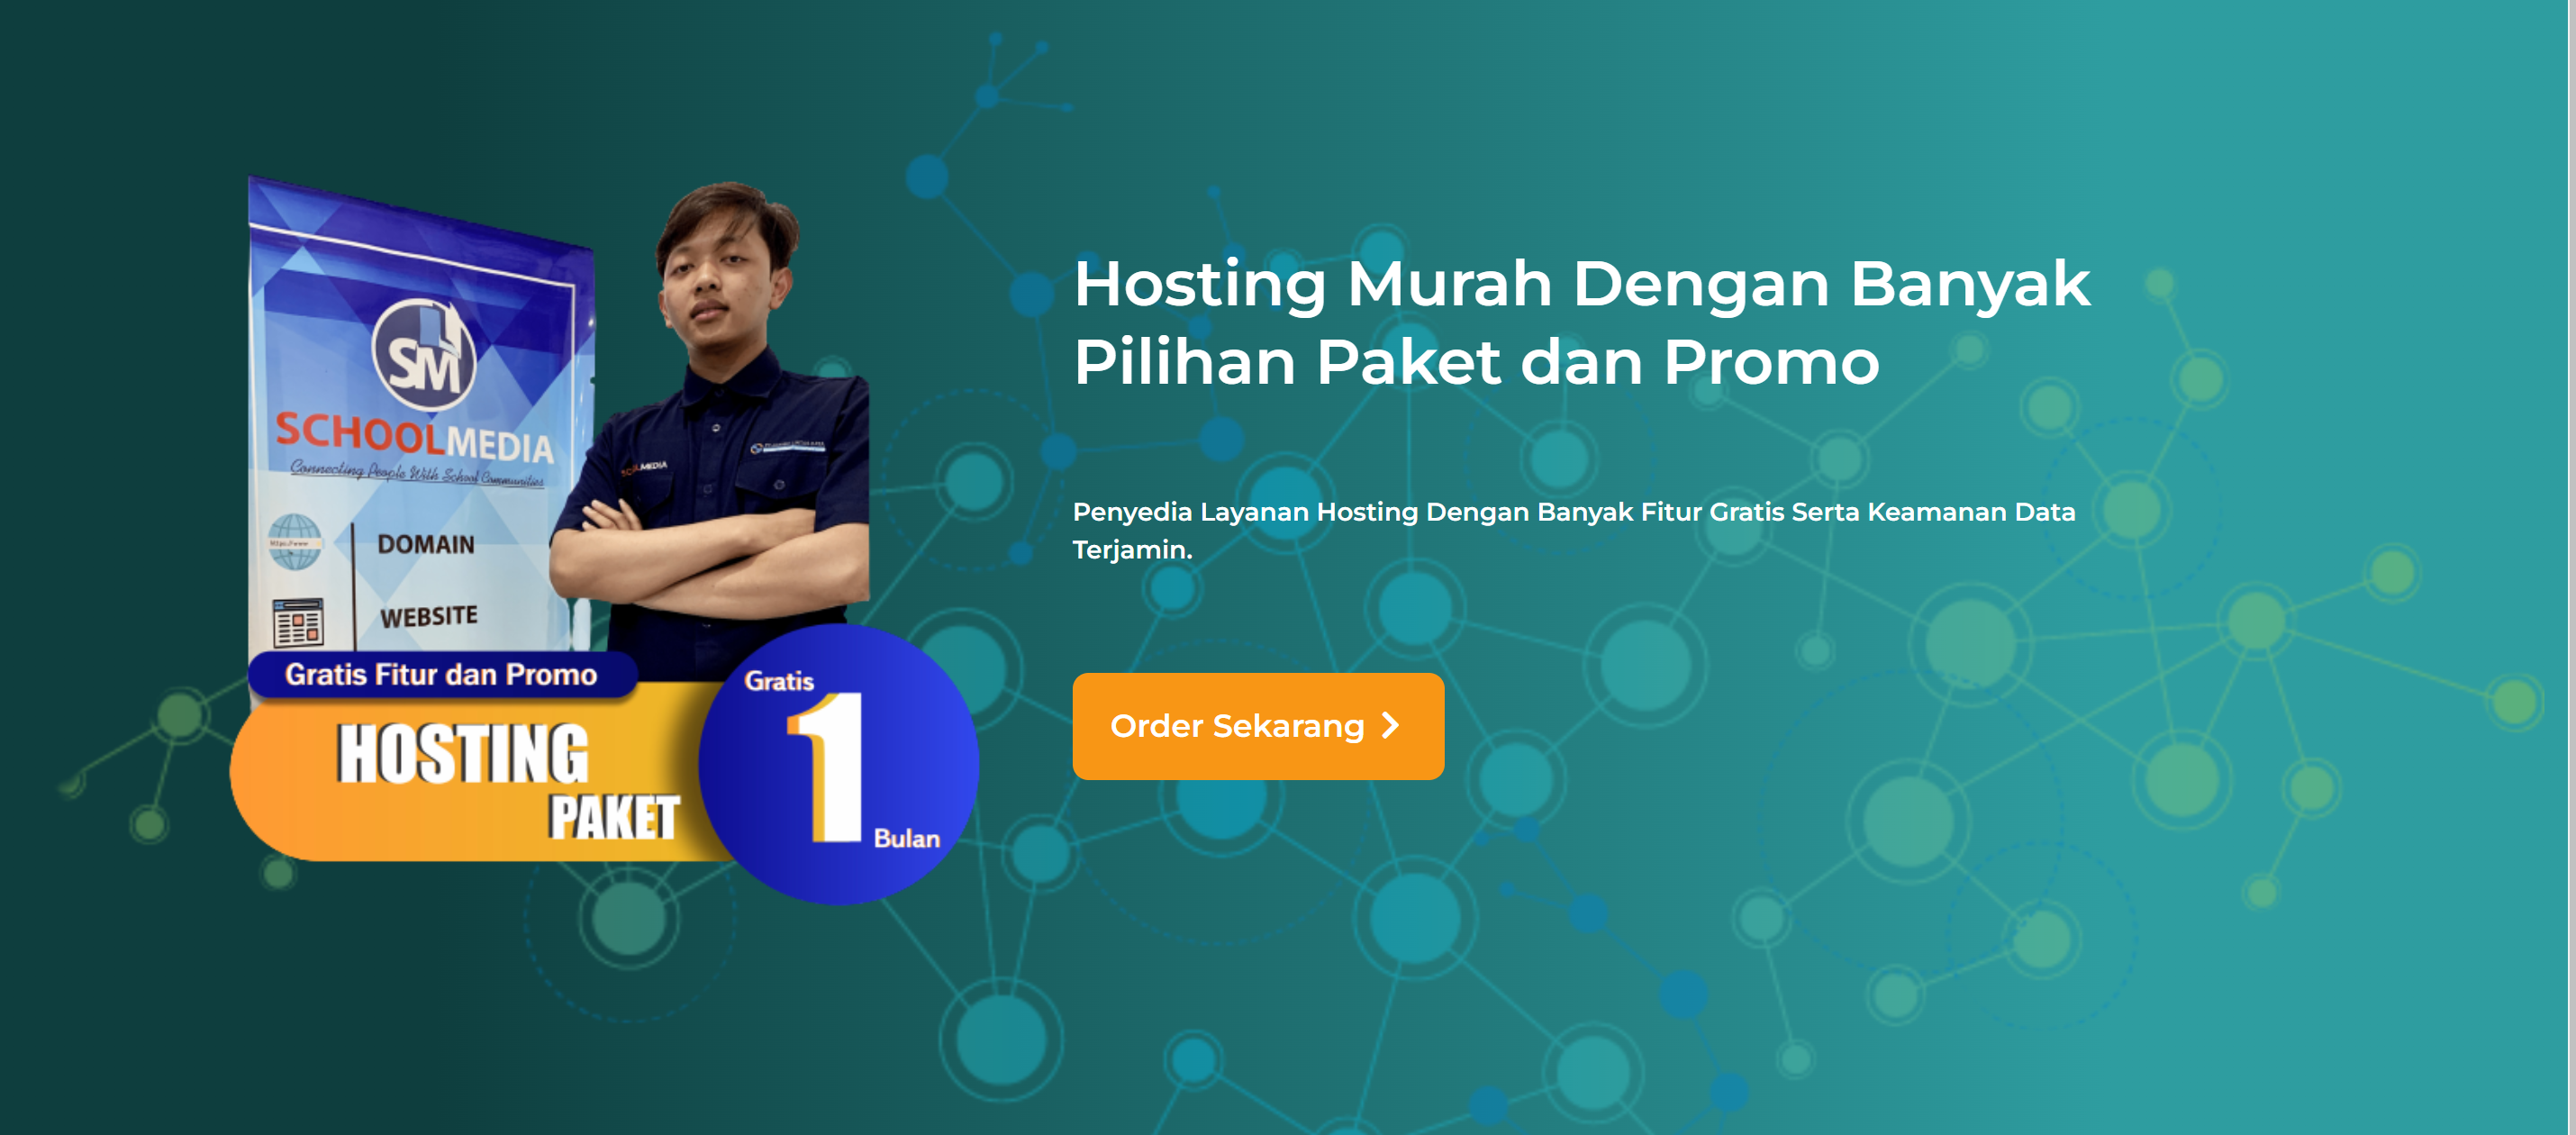 SM
SCHOOLMEDIA
Connecting People With School Communities
DOMAIN
WEBSITE
Gratis Fitur dan Promo
HOSTING
PAKET
Gratis
1
Bulan
Hosting Murah Dengan Banyak
Pilihan Paket dan Promo
Penyedia Layanan Hosting Dengan Banyak Fitur Gratis Serta Keamanan Data
Terjamin.
Order Sekarang